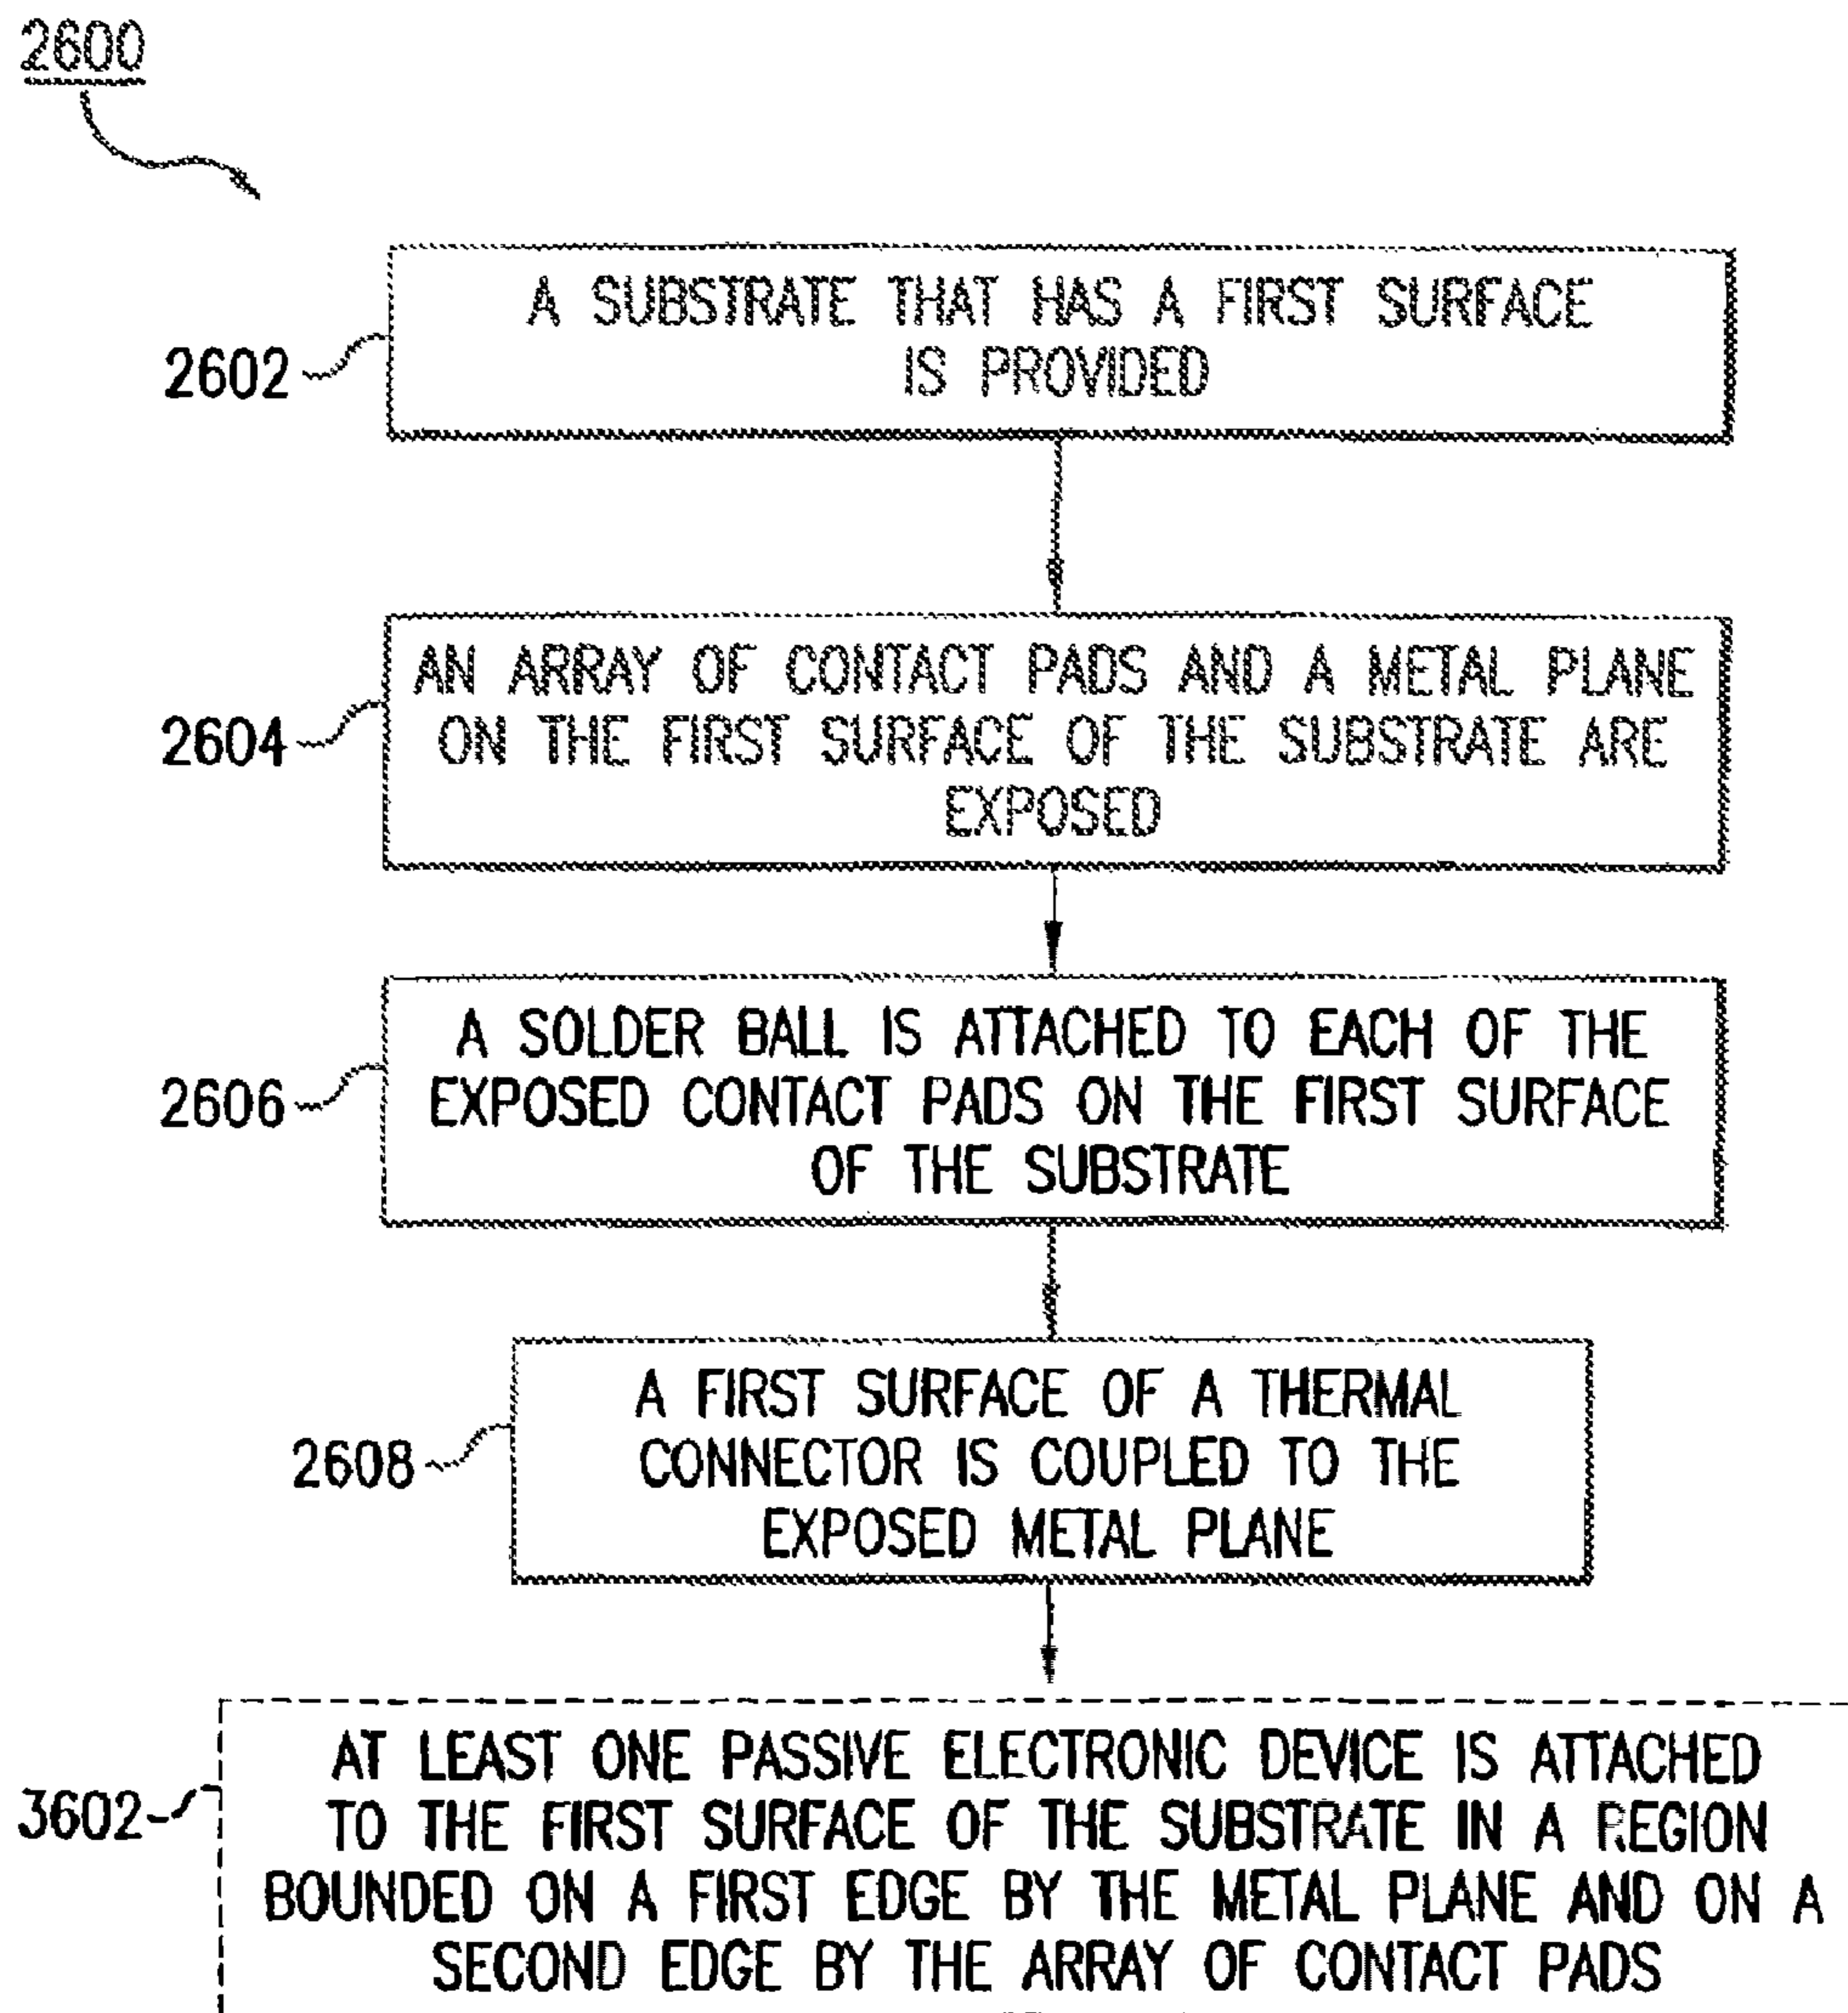 2600
A SUBSTRATE THAT HAS A FIRST SURFACE
IS PROVIDED
2602
AN ARRAY OF CONTACT PADS AND A METAL PLANE
ON THE FIRST SURFACE OF THE SUBSTRATE ARE
EXPOSED
2604
A SOLDER BALL IS ATTACHED TO EACH OF THE
EXPOSED CONTACT PADS ON THE FIRST SURFACE
OF THE SUBSTRATE
2606
A FIRST SURFACE OF A THERMAL
CONNECTOR IS COUPLED TO THE
EXPOSED METAL PLANE
2608
AT LEAST ONE PASSIVE ELECTRONIC DEVICE IS ATTACHED
TO THE FIRST SURFACE OF THE SUBSTRATE IN A REGION
BOUNDED ON A FIRST EDGE BY THE METAL PLANE AND ON A
SECOND EDGE BY THE ARRAY OF CONTACT PADS
3602